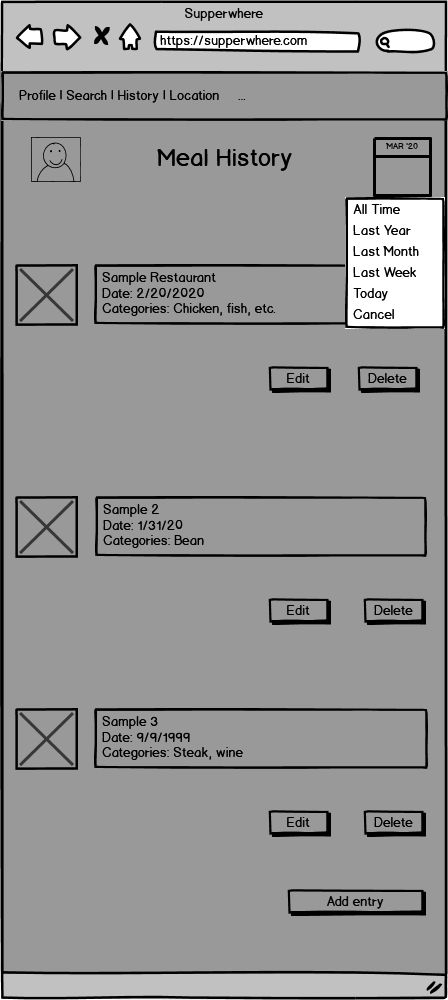 Supperwhere
https://supperwhere.com
Profile | Search | History | Location ...
Meal History
MAR '20
All Time
Last Year
Last Month
Last Week
Today
Cancel
Sample Restaurant
Date: 2/20/2020
Categories: Chicken, fish, etc.
Edit Delete
Sample 2
Date: 1/31/20
Categories: Bean
Edit Delete
Sample 3
Date: 9/9/1999
Categories: Steak, wine
Edit Delete
Add entry